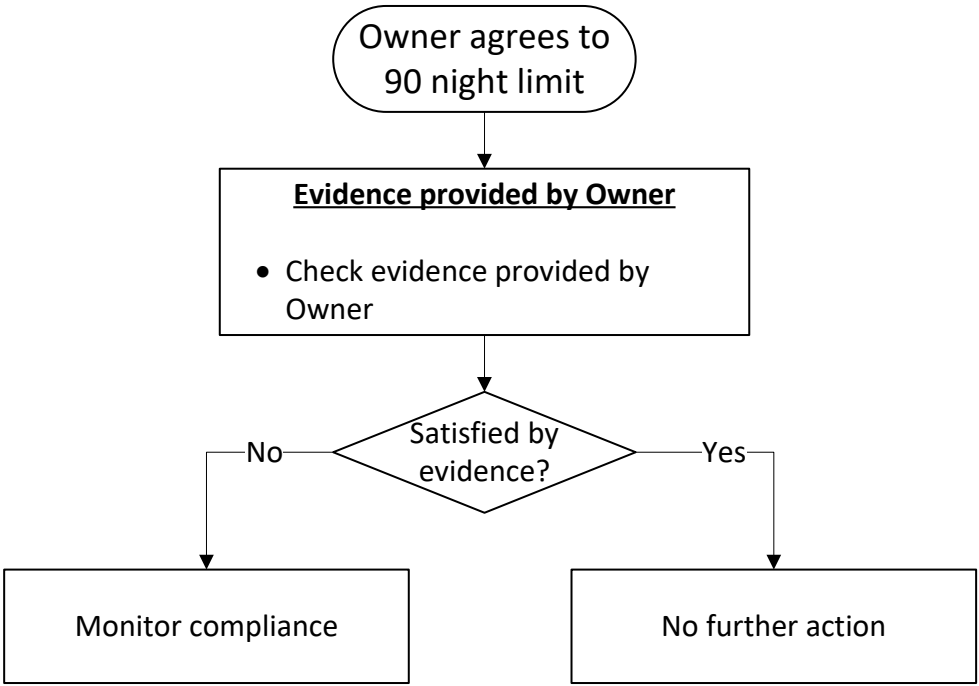 Owner agrees to
90 night limit
Evidence provided by Owner
• Check evidence provided by
Owner
Satisfied by
evidence?
No
Yes
Monitor compliance
No further action